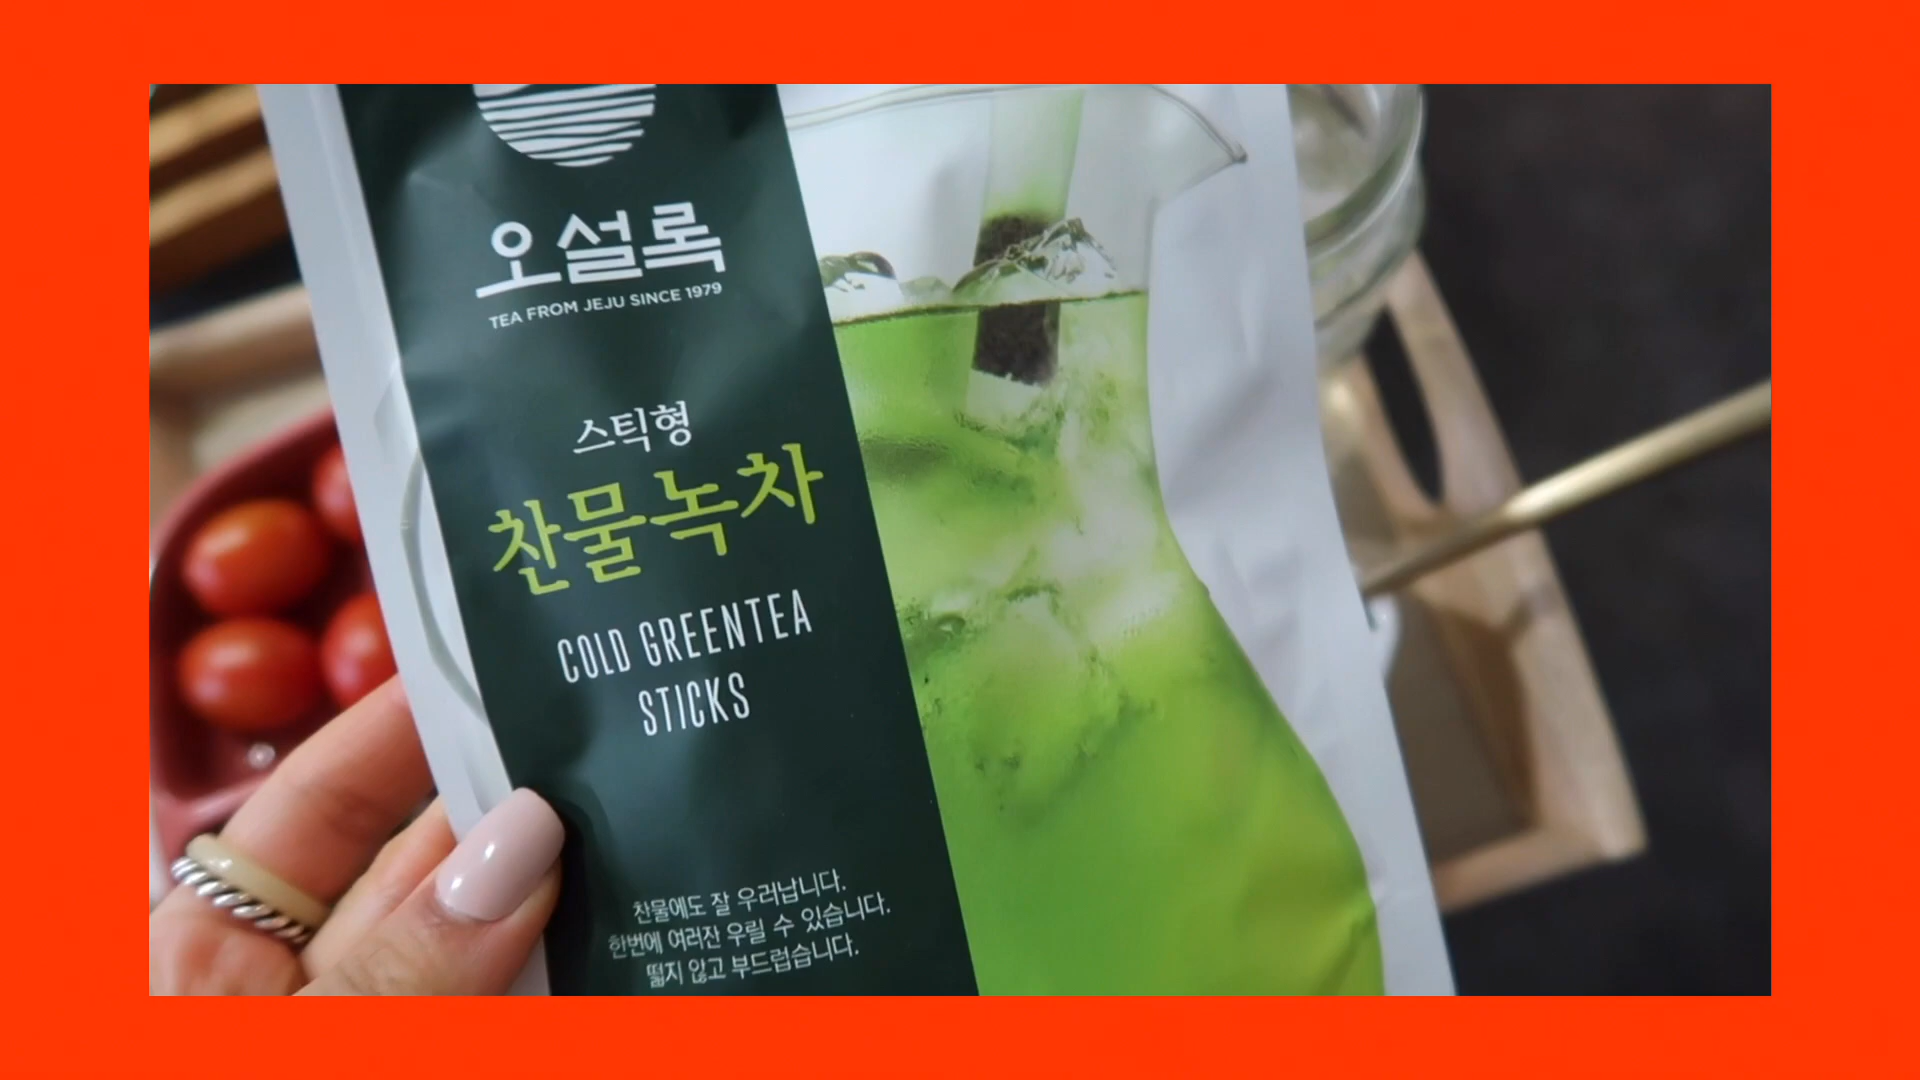 오설록
TEA FROM JEJU SINCE 1979
스틱형
찬물녹차
COLD GREENTEA
STICKS
찬물에도 잘 우러납니다.
한번에 여러잔 우릴 수 있습니다.
떫지 않고 부드럽습니다.